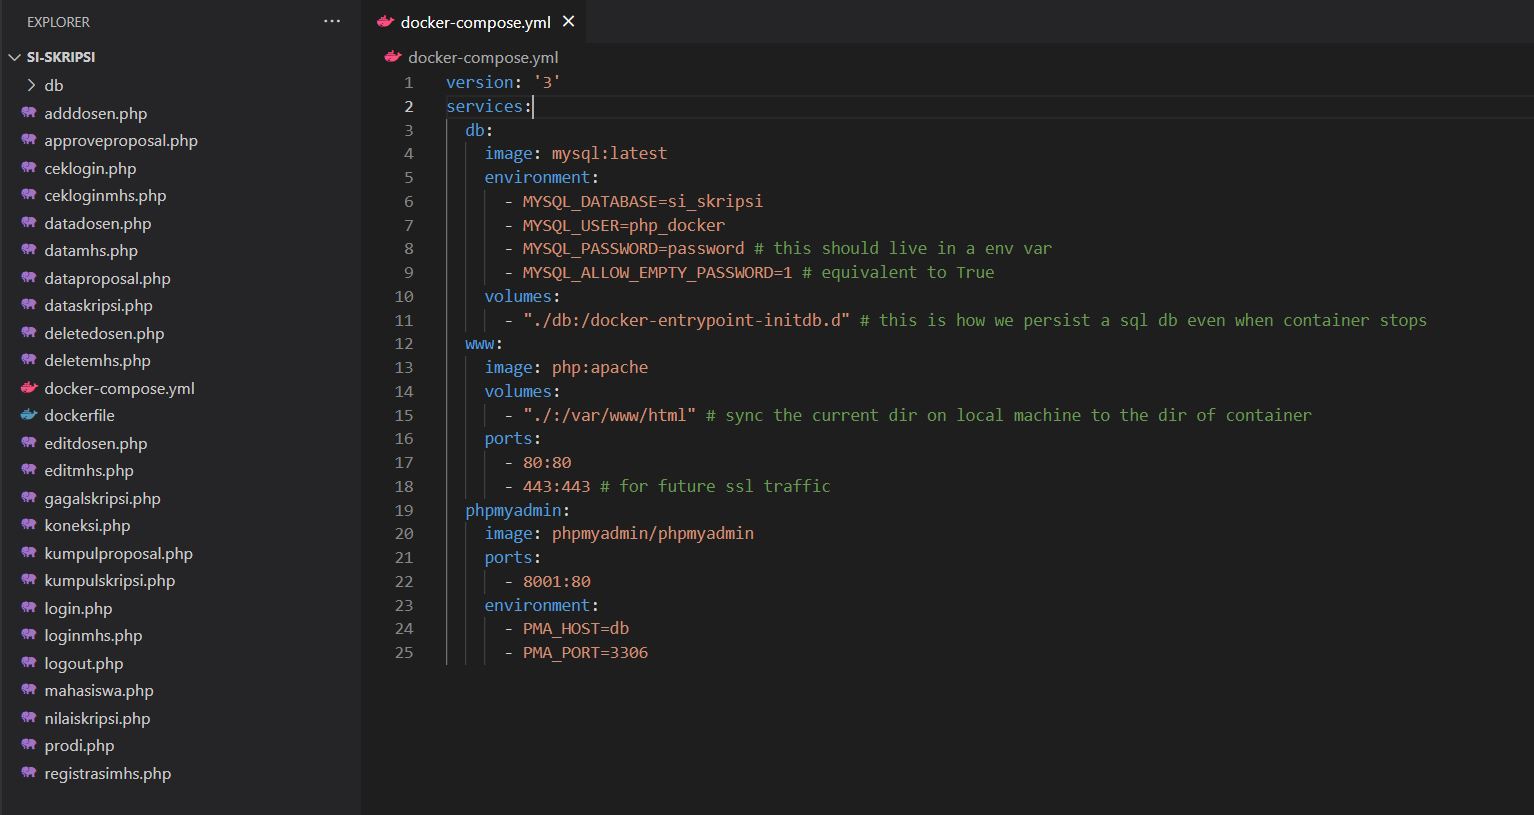 EXPLORER
...
SI-SKRIPSI
db
adddosen.php
approveproposal.php
ceklogin.php
cekloginmhs.php
datadosen.php
datamhs.php
dataproposal.php
dataskripsi.php
deletedosen.php
deletemhs.php
docker-compose.yml
dockerfile
editdosen.php
editmhs.php
gagalskripsi.php
koneksi.php
kumpulproposal.php
kumpulskripsi.php
login.php
loginmhs.php
logout.php
mahasiswa.php
nilaiskripsi.php
prodi.php
registrasimhs.php
docker-compose.yml
docker-compose.yml
1 version: '3'
2 services:
3 db:
4 image: mysql:latest
5 environment:
6 - MYSQL_DATABASE=si_skripsi
7 - MYSQL_USER=php_docker
8 - MYSQL_PASSWORD=password # this should live in a env var
9 - MYSQL_ALLOW_EMPTY_PASSWORD=1 # equivalent to True
10 volumes:
11 - "./db:/docker-entrypoint-initdb.d" # this is how we persist a sql db even when container stops
12 www:
13 image: php:apache
14 volumes:
15 - "./:/var/www/html" # sync the current dir on local machine to the dir of container
16 ports:
17 - 80:80
18 - 443:443 # for future ssl traffic
19 phpmyadmin:
20 image: phpmyadmin/phpmyadmin
21 ports:
22 - 8001:80
23 environment:
24 - PMA_HOST=db
25 - PMA_PORT=3306